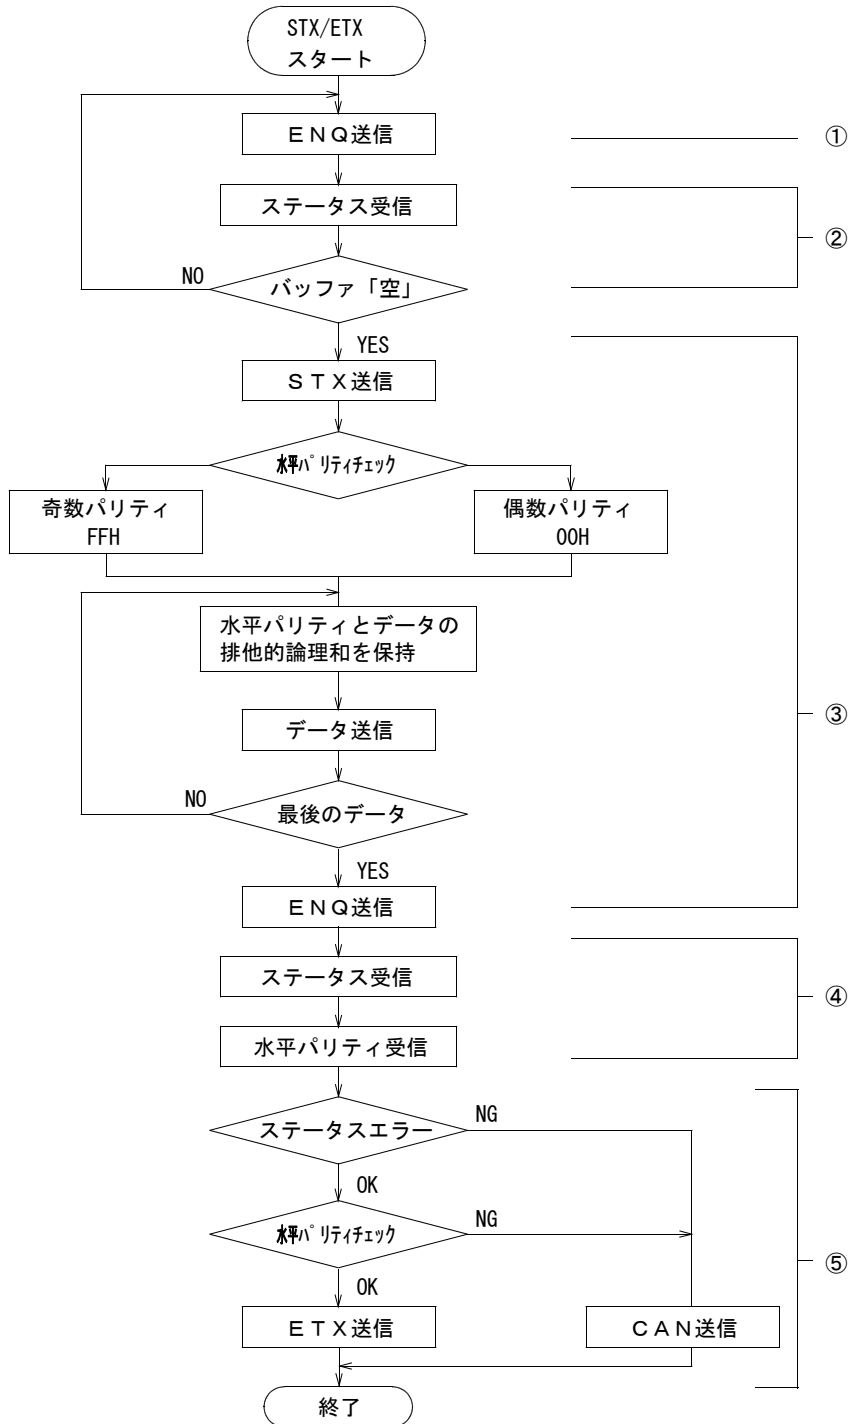 STX/ETX
スタート
ＥＮＱ送信
①
ステータス受信
②
バッファ「空」
NO
YES
ＳＴＸ送信
水平ﾊﾟﾘﾃｨﾁｪｯｸ
奇数パリティ
FFH
偶数パリティ
00H
水平パリティとデータの
排他的論理和を保持
③
データ送信
最後のデータ
NO
YES
ＥＮＱ送信
ステータス受信
④
水平パリティ受信
ステータスエラー
NG
OK
水平ﾊﾟﾘﾃｨﾁｪｯｸ
NG
⑤
OK
ＥＴＸ送信
ＣＡＮ送信
終了